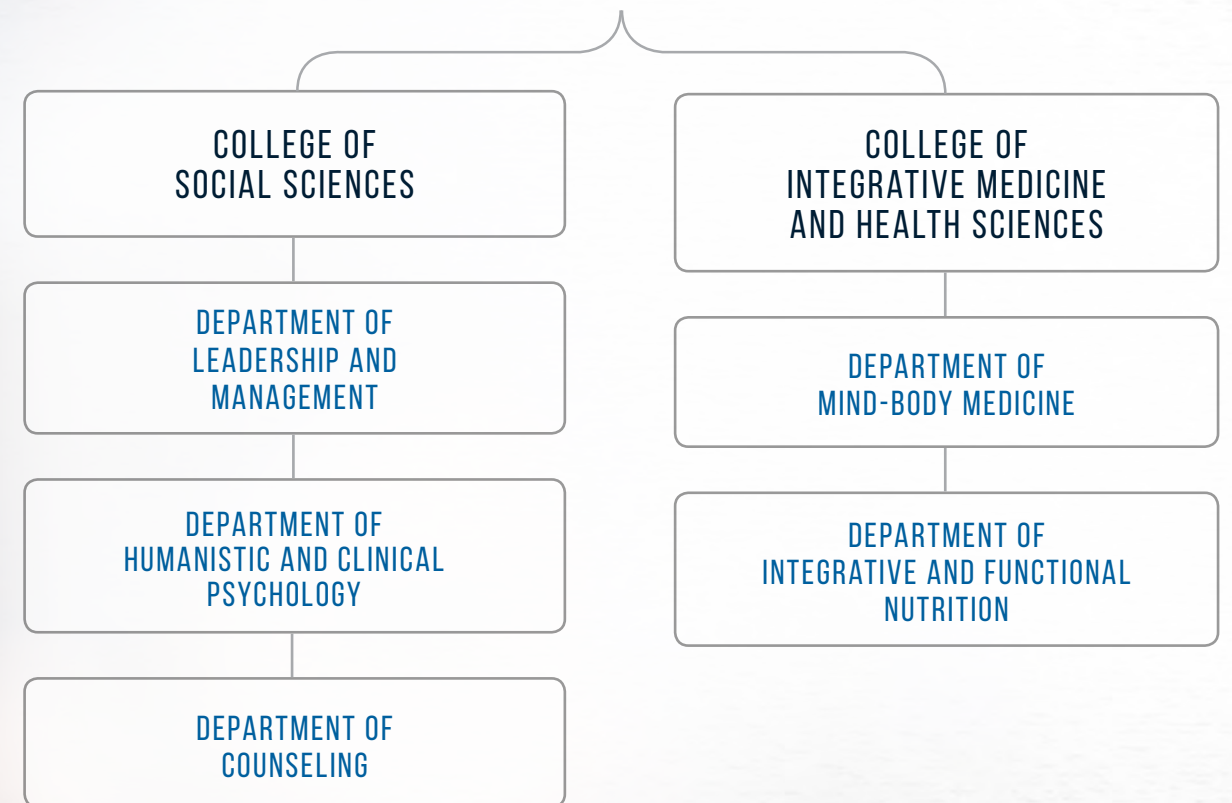 COLLEGE OF
SOCIAL SCIENCES
DEPARTMENT OF
LEADERSHIP AND
MANAGEMENT
DEPARTMENT OF
HUMANISTIC AND CLINICAL
PSYCHOLOGY
DEPARTMENT OF
COUNSELING
COLLEGE OF
INTEGRATIVE MEDICINE
AND HEALTH SCIENCES
DEPARTMENT OF
MIND-BODY MEDICINE
DEPARTMENT OF
INTEGRATIVE AND FUNCTIONAL
NUTRITION